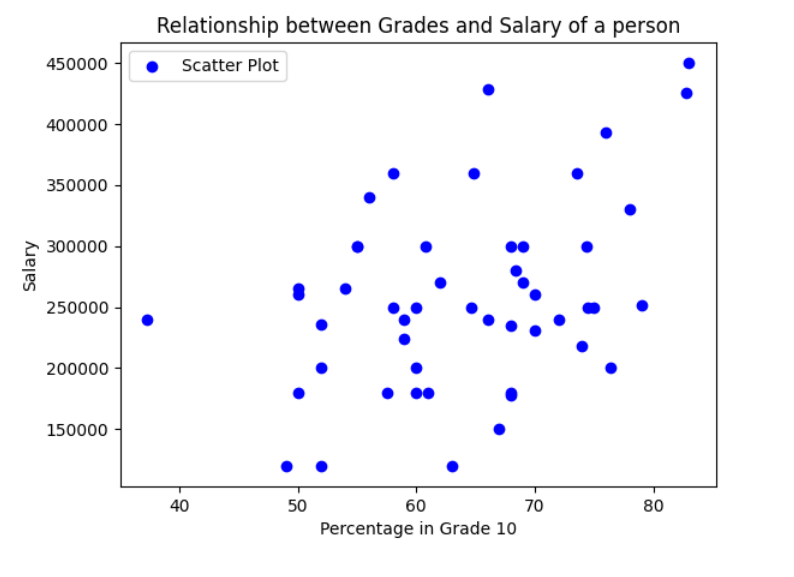 Relationship between Grades and Salary of a person
Scatter Plot
450000
400000
350000
300000
250000
200000
150000
Salary
40 50 60 70 80
Percentage in Grade 10